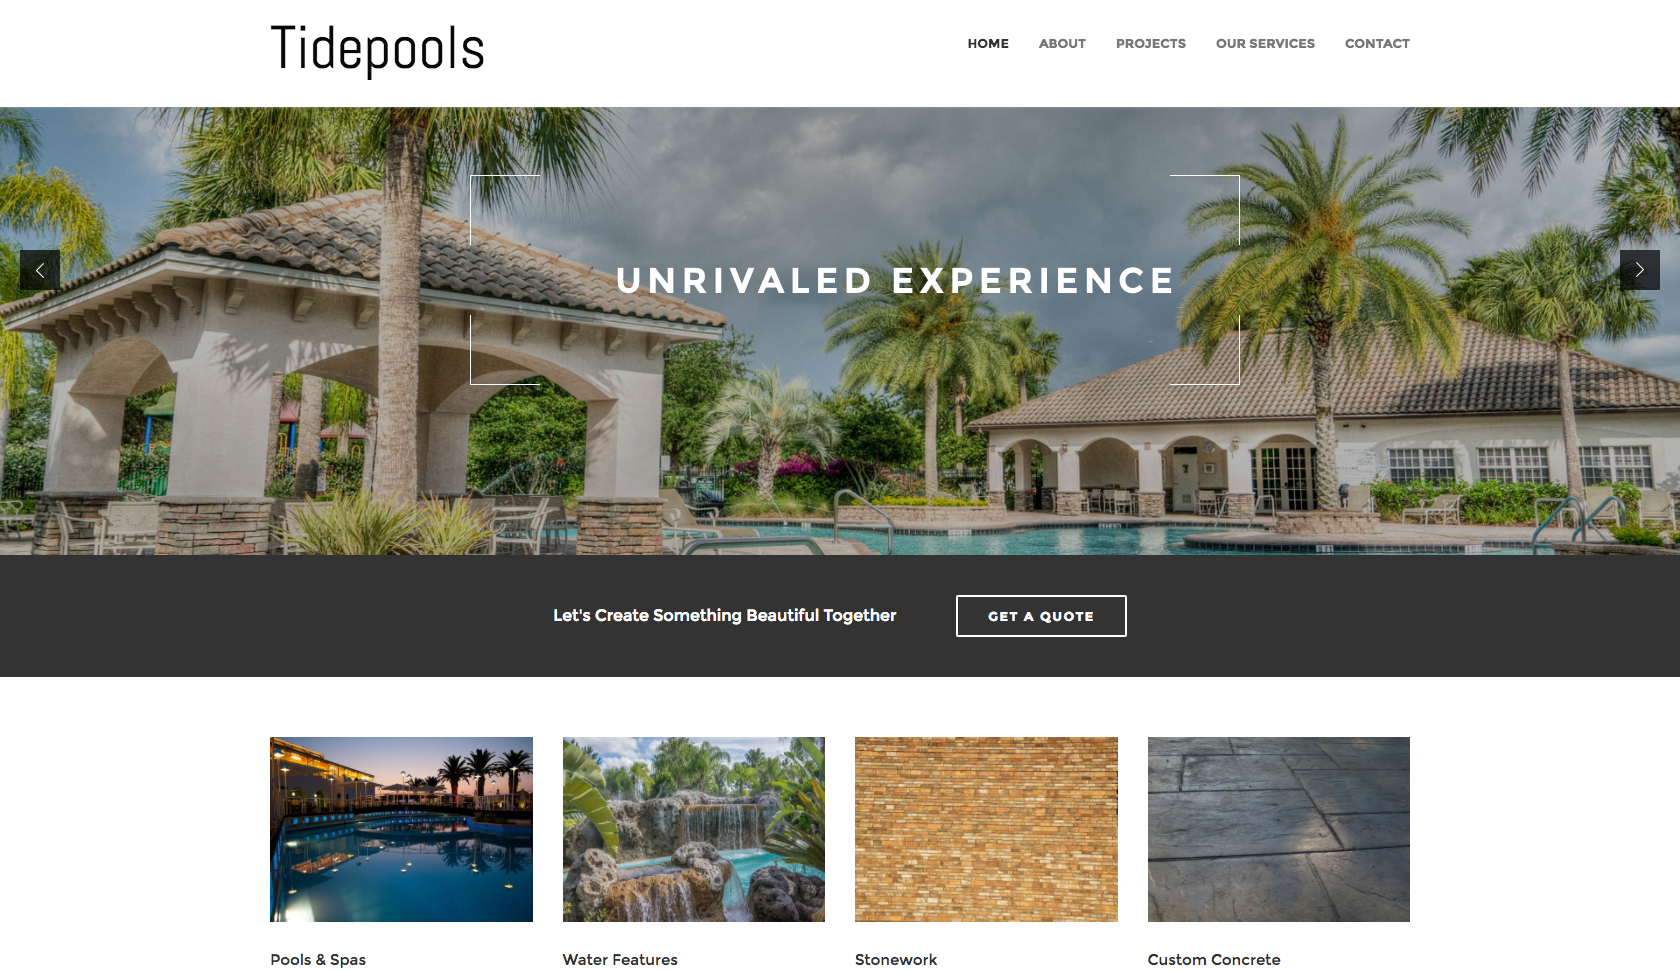 Tidepools
HOME ABOUT PROJECTS OUR SERVICES CONTACT
UNRIVALED EXPERIENCE
Let's Create Something Beautiful Together
GET A QUOTE
Pools & Spas
Water Features
Stonework
Custom Concrete